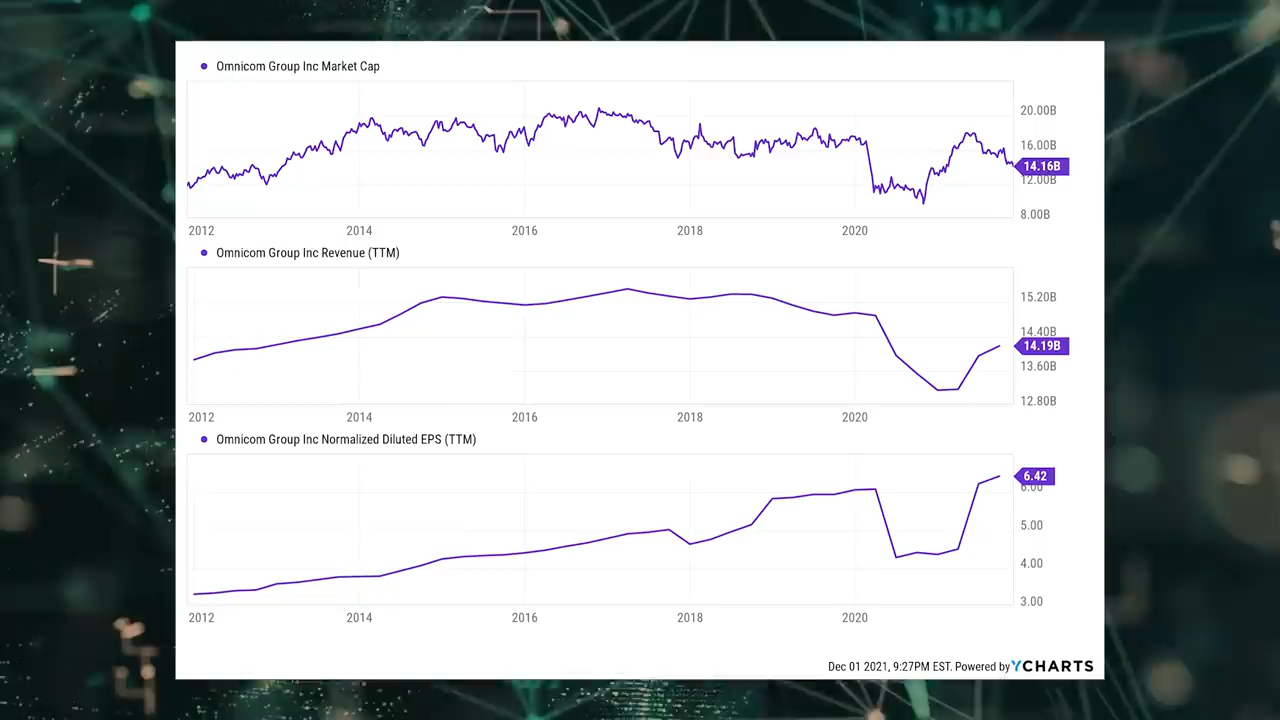 2124
Omnicom Group Inc Market Cap
20.00B
16.00B
14.16B
12.00B
8.00B
2012 2014 2016 2018 2020
Omnicom Group Inc Revenue (TTM)
15.20B
14.40B
14.19B
13.60B
12.80B
2012 2014 2016 2018 2020
Omnicom Group Inc Normalized Diluted EPS (TTM)
6.42
6.00
5.00
4.00
3.00
2012 2014 2016 2018 2020
Dec 01 2021, 9:27PM EST. Powered by YCHARTS